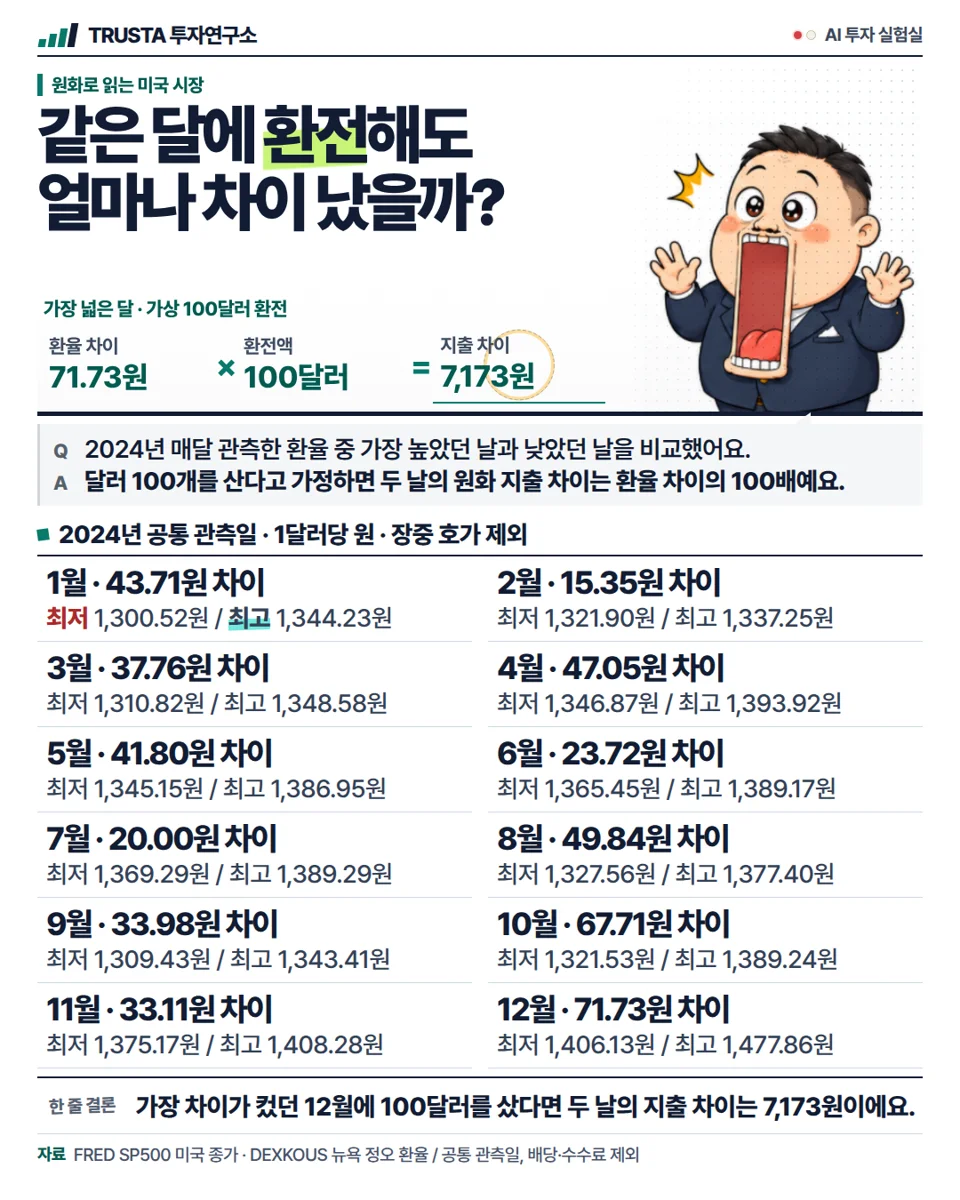 TRUSTA 투자연구소
AI 투자 실험실
원화로 읽는 미국 시장
같은 달에 환전해도
얼마나 차이 났을까?
가장 넓은 달 · 가상 100달러 환전
환율 차이 환전액 지출 차이
71.73원 × 100달러 = 7,173원
Q 2024년 매달 관측한 환율 중 가장 높았던 날과 낮았던 날을 비교했어요.
A 달러 100개를 산다고 가정하면 두 날의 원화 지출 차이는 환율 차이의 100배예요.
2024년 공통 관측일 · 1달러당 원 · 장중 호가 제외
1월 · 43.71원 차이
최저 1,300.52원 / 최고 1,344.23원
2월 · 15.35원 차이
최저 1,321.90원 / 최고 1,337.25원
3월 · 37.76원 차이
최저 1,310.82원 / 최고 1,348.58원
4월 · 47.05원 차이
최저 1,346.87원 / 최고 1,393.92원
5월 · 41.80원 차이
최저 1,345.15원 / 최고 1,386.95원
6월 · 23.72원 차이
최저 1,365.45원 / 최고 1,389.17원
7월 · 20.00원 차이
최저 1,369.29원 / 최고 1,389.29원
8월 · 49.84원 차이
최저 1,327.56원 / 최고 1,377.40원
9월 · 33.98원 차이
최저 1,309.43원 / 최고 1,343.41원
10월 · 67.71원 차이
최저 1,321.53원 / 최고 1,389.24원
11월 · 33.11원 차이
최저 1,375.17원 / 최고 1,408.28원
12월 · 71.73원 차이
최저 1,406.13원 / 최고 1,477.86원
한 줄 결론 가장 차이가 컸던 12월에 100달러를 샀다면 두 날의 지출 차이는 7,173원이에요.
자료 FRED SP500 미국 종가 · DEXKOUS 뉴욕 정오 환율 / 공통 관측일, 배당·수수료 제외